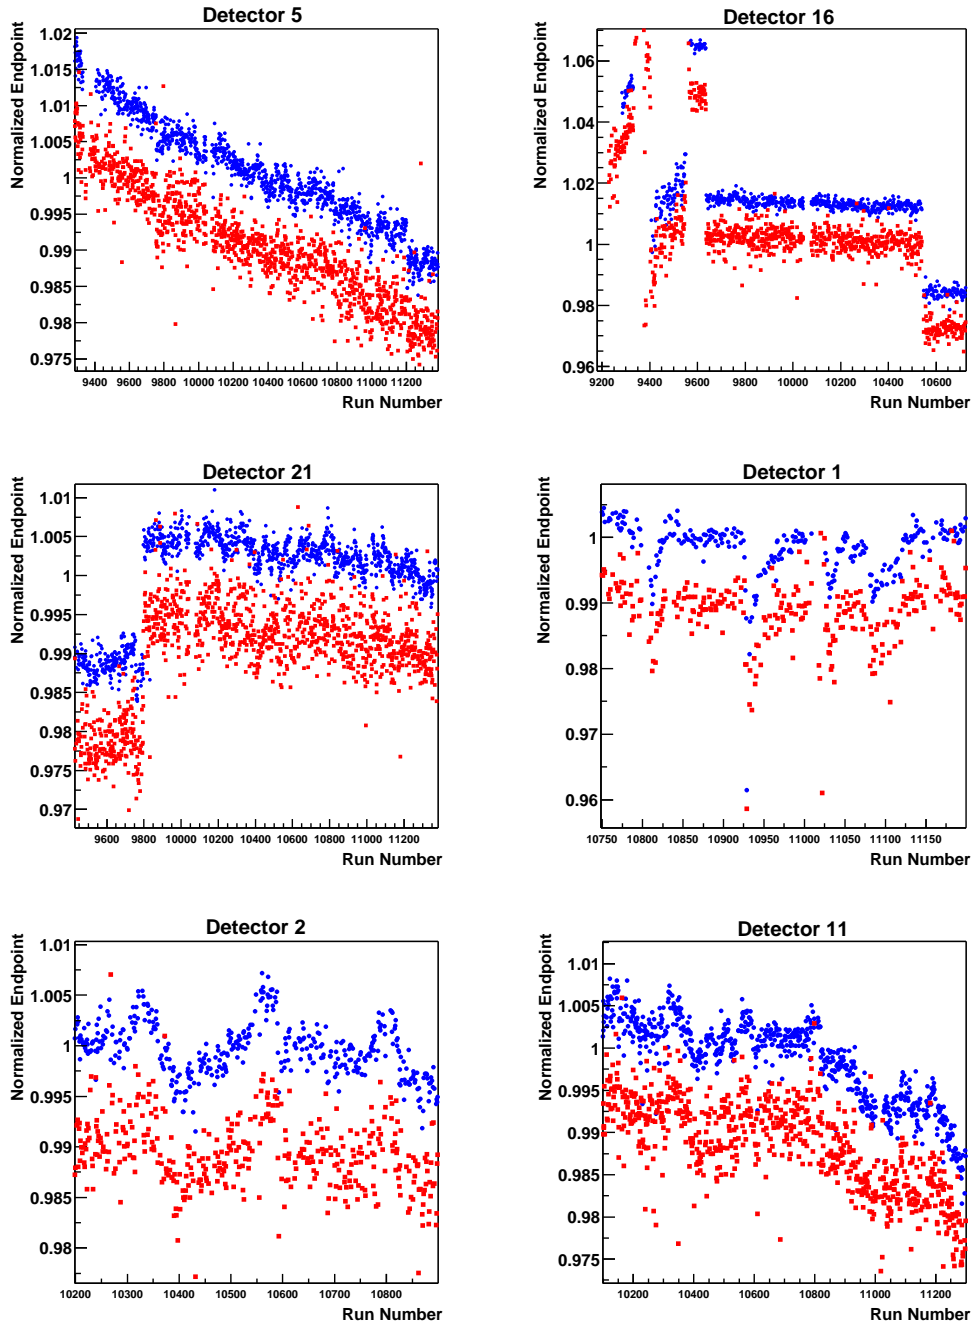 Detector 5
Normalized Endpoint
1.02
1.015
1.01
1.005
1
0.995
0.99
0.985
0.98
0.975
9400 9600 9800 10000 10200 10400 10600 10800 11000 11200
Run Number
Detector 16
Normalized Endpoint
1.06
1.04
1.02
1
0.98
0.96
9200 9400 9600 9800 10000 10200 10400 10600
Run Number
Detector 21
Normalized Endpoint
1.01
1.005
1
0.995
0.99
0.985
0.98
0.975
0.97
9600 9800 10000 10200 10400 10600 10800 11000 11200
Run Number
Detector 1
Normalized Endpoint
1
0.99
0.98
0.97
0.96
10750 10800 10850 10900 10950 11000 11050 11100 11150
Run Number
Detector 2
Normalized Endpoint
1.01
1.005
1
0.995
0.99
0.985
0.98
10200 10300 10400 10500 10600 10700 10800
Run Number
Detector 11
Normalized Endpoint
1.01
1.005
1
0.995
0.99
0.985
0.98
0.975
10200 10400 10600 10800 11000 11200
Run Number